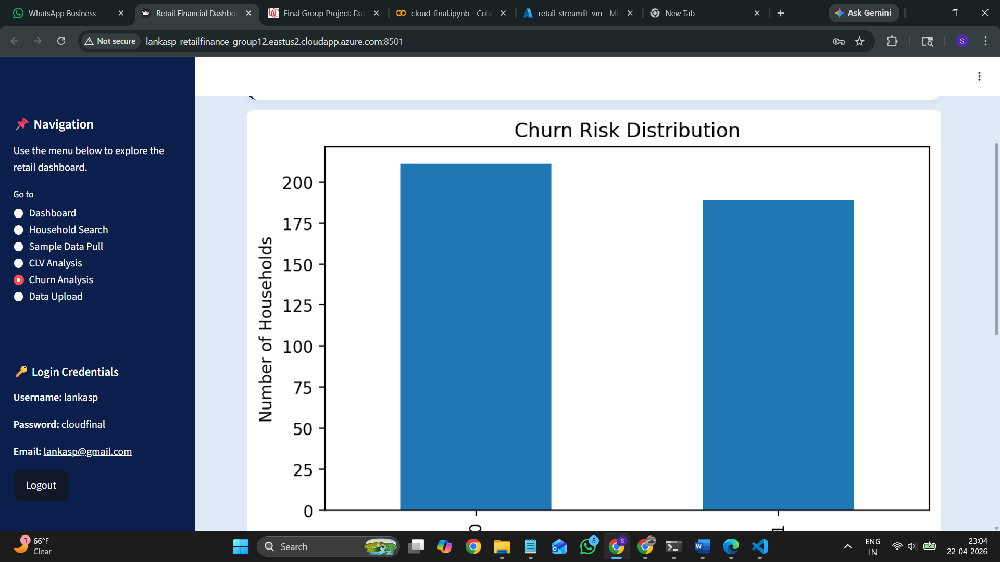 WhatsApp Business
Retail Financial Dashbo
Final Group Project: Dat
cloud_final.ipynb - Cola
retail-streamlit-vm - Mi
New Tab
Ask Gemini
Not secure
lankasp-retailfinance-group12.eastus2.cloudapp.azure.com:8501
S
📌 Navigation
Use the menu below to explore the
retail dashboard.
Go to
Dashboard
Household Search
Sample Data Pull
CLV Analysis
Churn Analysis
Data Upload
🔑 Login Credentials
Username: lankasp
Password: cloudfinal
Email: lankasp@gmail.com
Logout
Churn Risk Distribution
Number of Households
200
175
150
125
100
75
50
25
0
0
1
1
66°F
Clear
Search
5
S
ENG
IN
23:04
22-04-2026